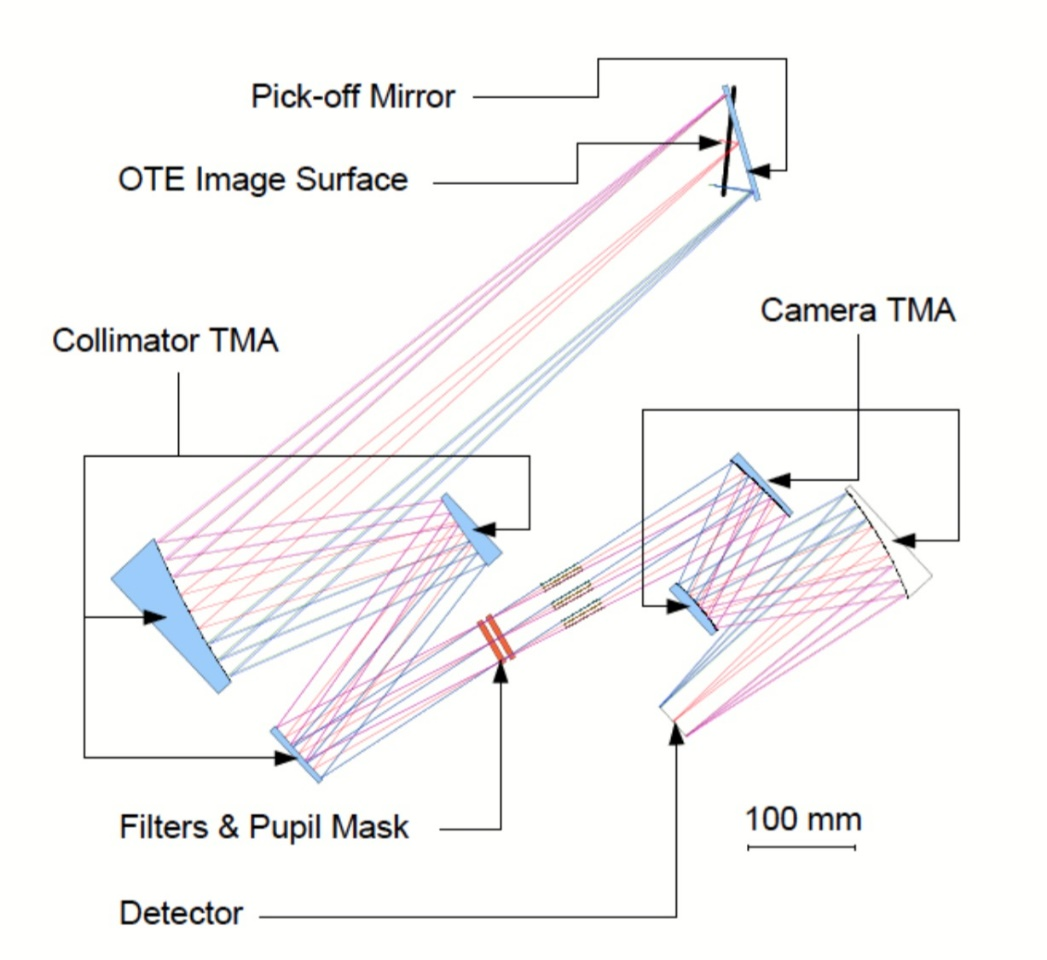 Pick-off Mirror
OTE Image Surface
Camera TMA
Collimator TMA
100 mm
Filters & Pupil Mask
Detector